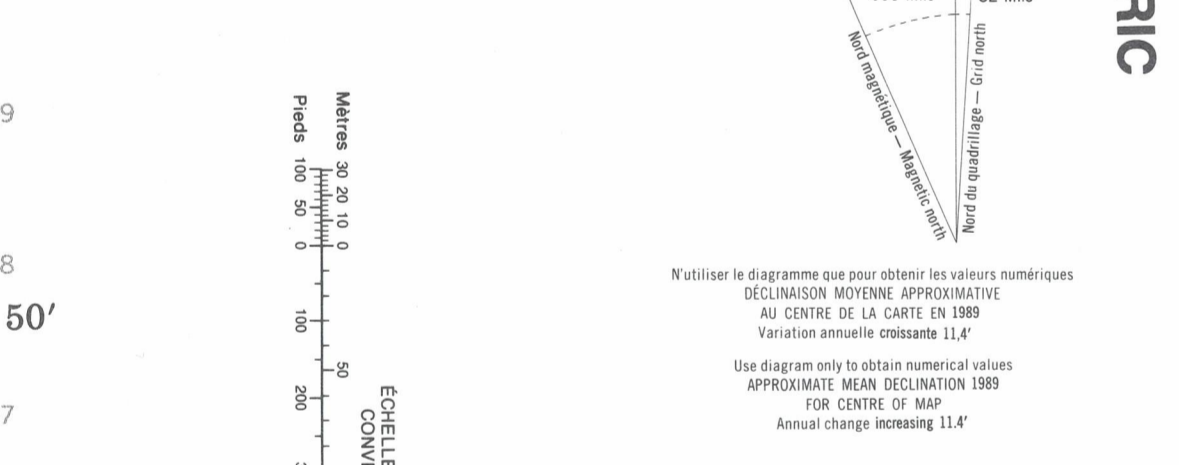 RIC
Nord magnétique — Magnetic north
Nord du quadrillage — Grid north
9
8
50′
7
Mètres 30 20 10 0 50
Pieds 100 50 0 100 200
N'utiliser le diagramme que pour obtenir les valeurs numériques
DÉCLINAISON MOYENNE APPROXIMATIVE
AU CENTRE DE LA CARTE EN 1989
Variation annuelle croissante 11,4′
Use diagram only to obtain numerical values
APPROXIMATE MEAN DECLINATION 1989
FOR CENTRE OF MAP
Annual change increasing 11.4′
ÉCHELLE
CONV